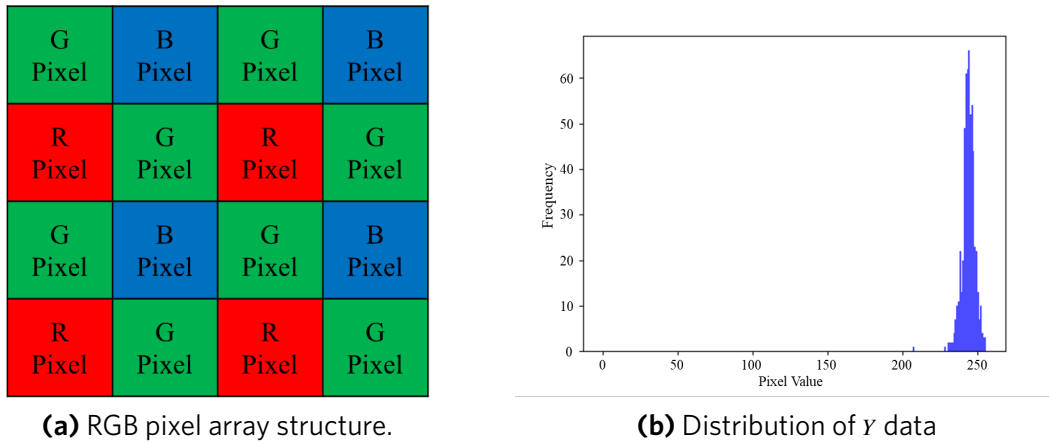 G B G B
Pixel Pixel Pixel Pixel
R G R G
Pixel Pixel Pixel Pixel
G B G B
Pixel Pixel Pixel Pixel
R G R G
Pixel Pixel Pixel Pixel
(a) RGB pixel array structure.
60
50
40
30
20
10
0
Frequency
0 50 100 150 200 250
Pixel Value
(b) Distribution of Y data